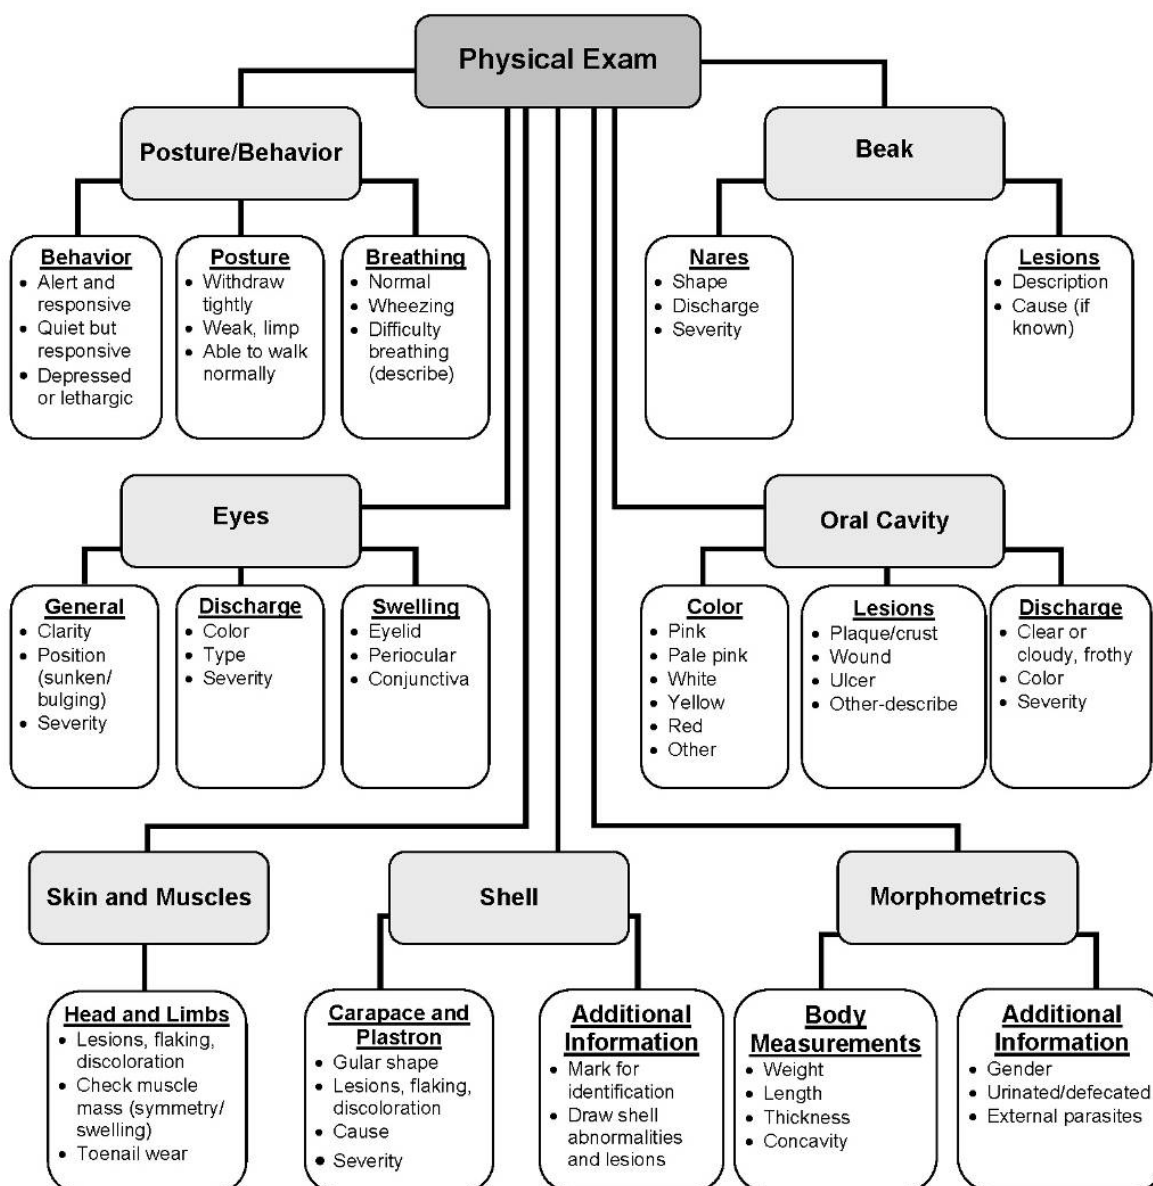 Physical Exam
Posture/Behavior
Beak
Behavior
• Alert and
responsive
• Quiet but
responsive
• Depressed
or lethargic
Posture
• Withdraw
tightly
• Weak, limp
• Able to walk
normally
Breathing
• Normal
• Wheezing
• Difficulty
breathing
(describe)
Nares
• Shape
• Discharge
• Severity
Lesions
• Description
• Cause (if
known)
Eyes
Oral Cavity
General
• Clarity
• Position
(sunken/
bulging)
• Severity
Discharge
• Color
• Type
• Severity
Swelling
• Eyelid
• Periocular
• Conjunctiva
Color
• Pink
• Pale pink
• White
• Yellow
• Red
• Other
Lesions
• Plaque/crust
• Wound
• Ulcer
• Other-describe
Discharge
• Clear or
cloudy, frothy
• Color
• Severity
Skin and Muscles
Shell
Morphometrics
Head and Limbs
• Lesions, flaking,
discoloration
• Check muscle
mass (symmetry/
swelling)
• Toenail wear
Carapace and
Plastron
• Gular shape
• Lesions, flaking,
discoloration
• Cause
• Severity
Additional
Information
• Mark for
identification
• Draw shell
abnormalities
and lesions
Body
Measurements
• Weight
• Length
• Thickness
• Concavity
Additional
Information
• Gender
• Urinated/defecated
• External parasites